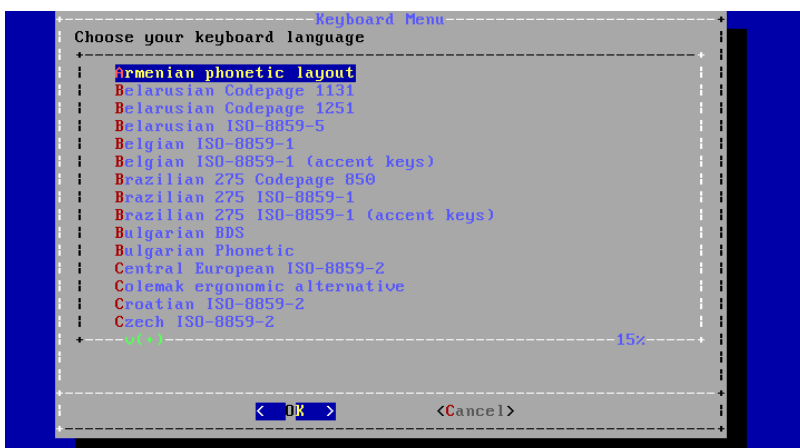 Keyboard Menu
Choose your keyboard language
Armenian phonetic layout
Belarusian Codepage 1131
Belarusian Codepage 1251
Belarusian ISO-8859-5
Belgian ISO-8859-1
Belgian ISO-8859-1 (accent keys)
Brazilian 275 Codepage 850
Brazilian 275 ISO-8859-1
Brazilian 275 ISO-8859-1 (accent keys)
Bulgarian BDS
Bulgarian Phonetic
Central European ISO-8859-2
Colemak ergonomic alternative
Croatian ISO-8859-2
Czech ISO-8859-2
v(+) 15%
< OK > <Cancel>